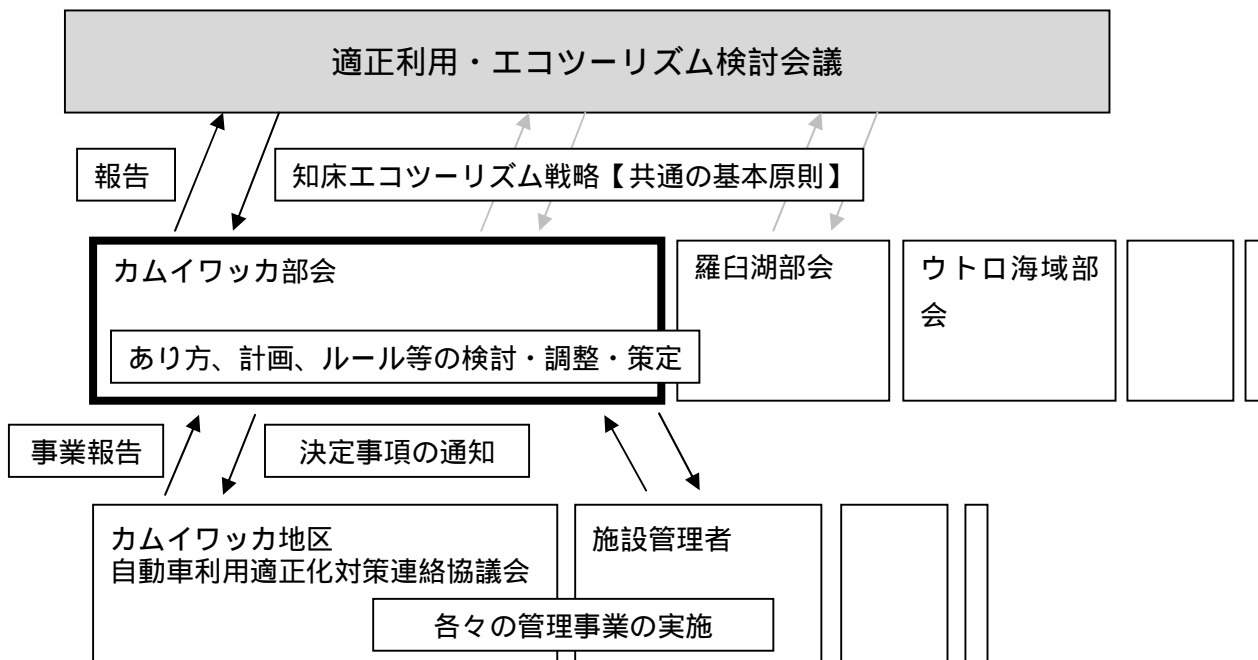 適正利用・エコツーリズム検討会議
報告
知床エコツーリズム戦略【共通の基本原則】
カムイワッカ部会
羅臼湖部会
ウトロ海域部
会
あり方、計画、ルール等の検討・調整・策定
事業報告
決定事項の通知
カムイワッカ地区
自動車利用適正化対策連絡協議会
施設管理者
各々の管理事業の実施